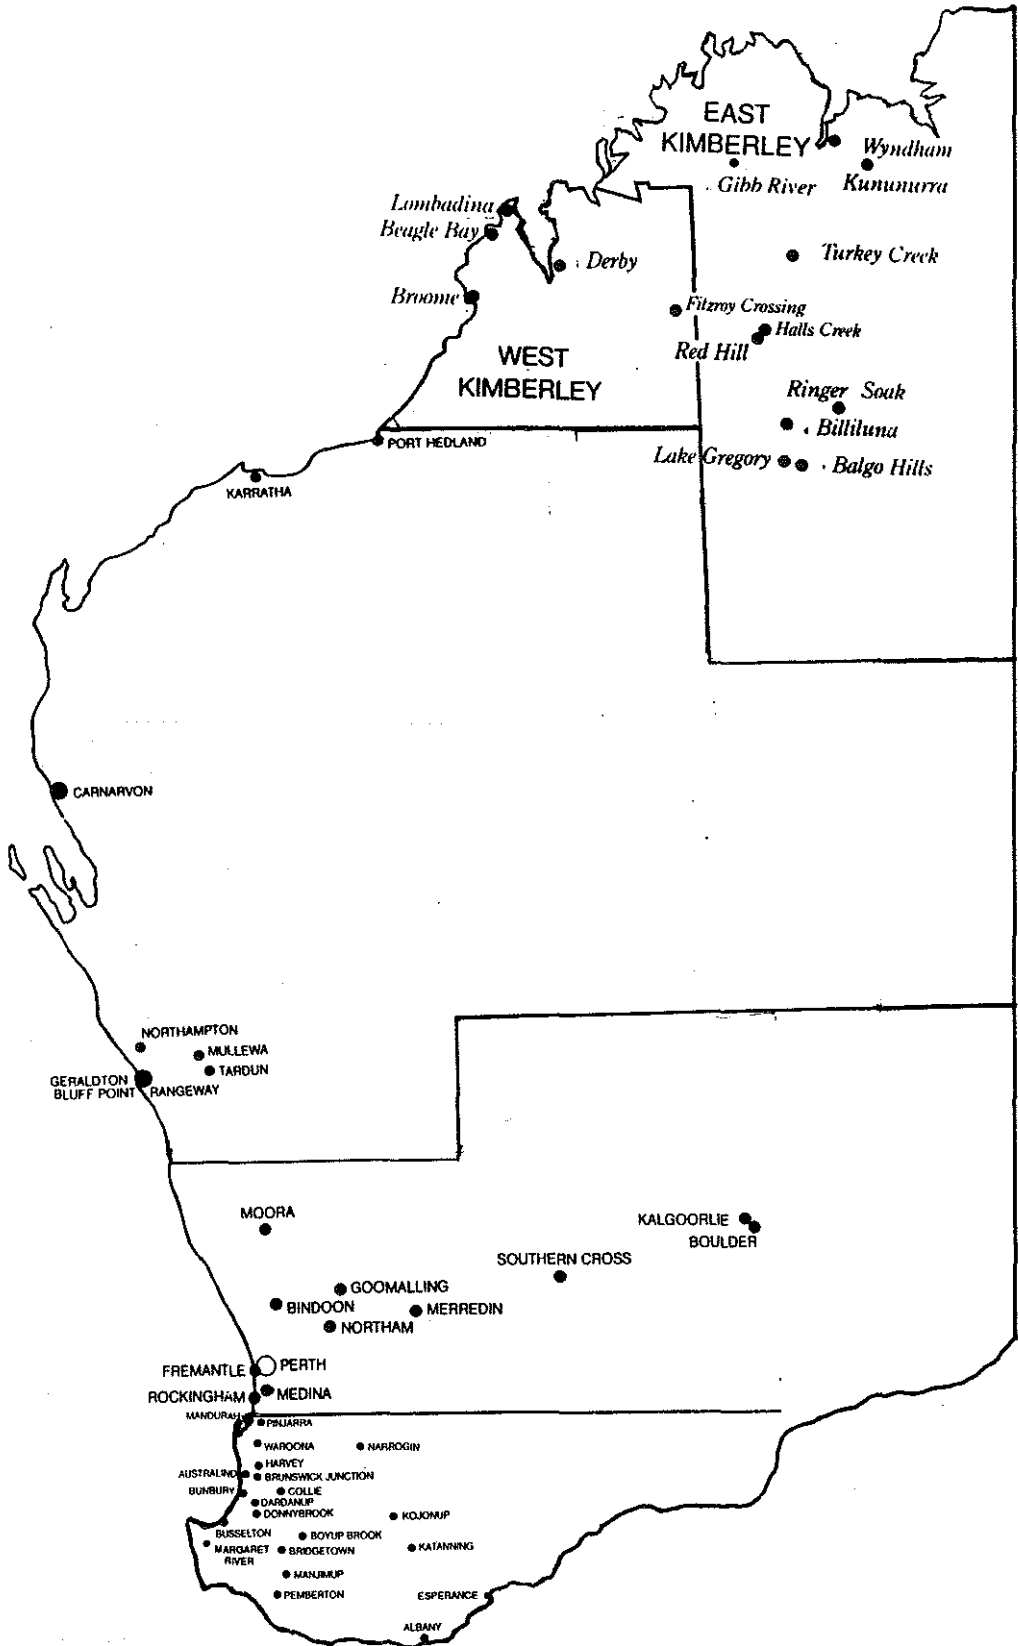 EAST
KIMBERLEY
Wyndham
Gibb River
Kununurra
Lombadina
Beagle Bay
Derby
Turkey Creek
Broome
Fitzroy Crossing
Halls Creek
Red Hill
WEST
KIMBERLEY
Ringer Soak
Billiluna
PORT HEDLAND
Lake Gregory
Balgo Hills
KARRATHA
CARNARVON
NORTHAMPTON
MULLEWA
TARDUN
GERALDTON
BLUFF POINT
RANGEWAY
MOORA
KALGOORLIE
BOULDER
SOUTHERN CROSS
GOOMALLING
BINDOON
MERREDIN
NORTHAM
PERTH
FREMANTLE
ROCKINGHAM
MEDINA
MANDURAH
PINJARRA
WAROONA
NARROGIN
HARVEY
AUSTRALIND
BRUNSWICK JUNCTION
BUNBURY
COLLIE
DARDANUP
DONNYBROOK
KOJONUP
BUSSELTON
BOYUP BROOK
MARGARET
RIVER
BRIDGETOWN
KATANNING
MANJIMUP
PEMBERTON
ESPERANCE
ALBANY